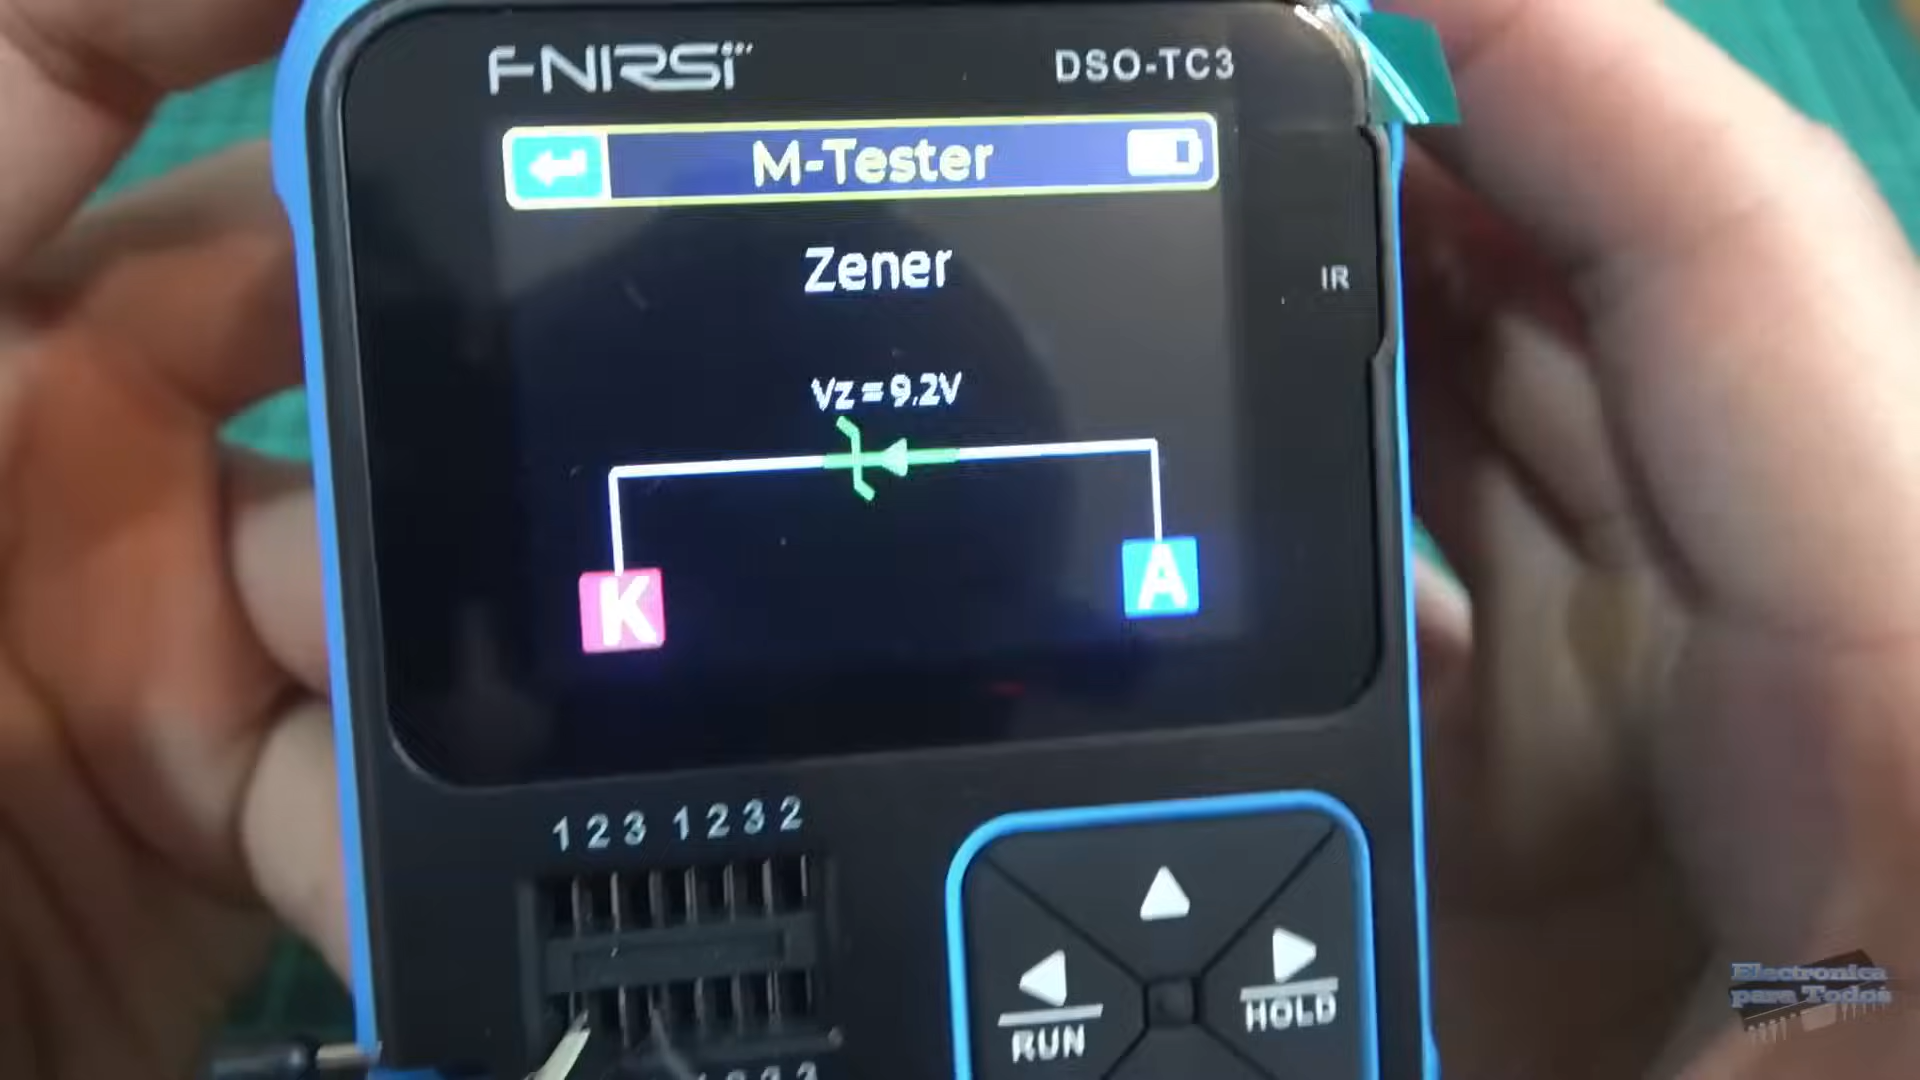 FNIRSI
DSO-TC3
M-Tester
Zener
IR
Vz = 9.2V
K
A
1 2 3 1 2 3 2
RUN
HOLD
Electronica
para Todos